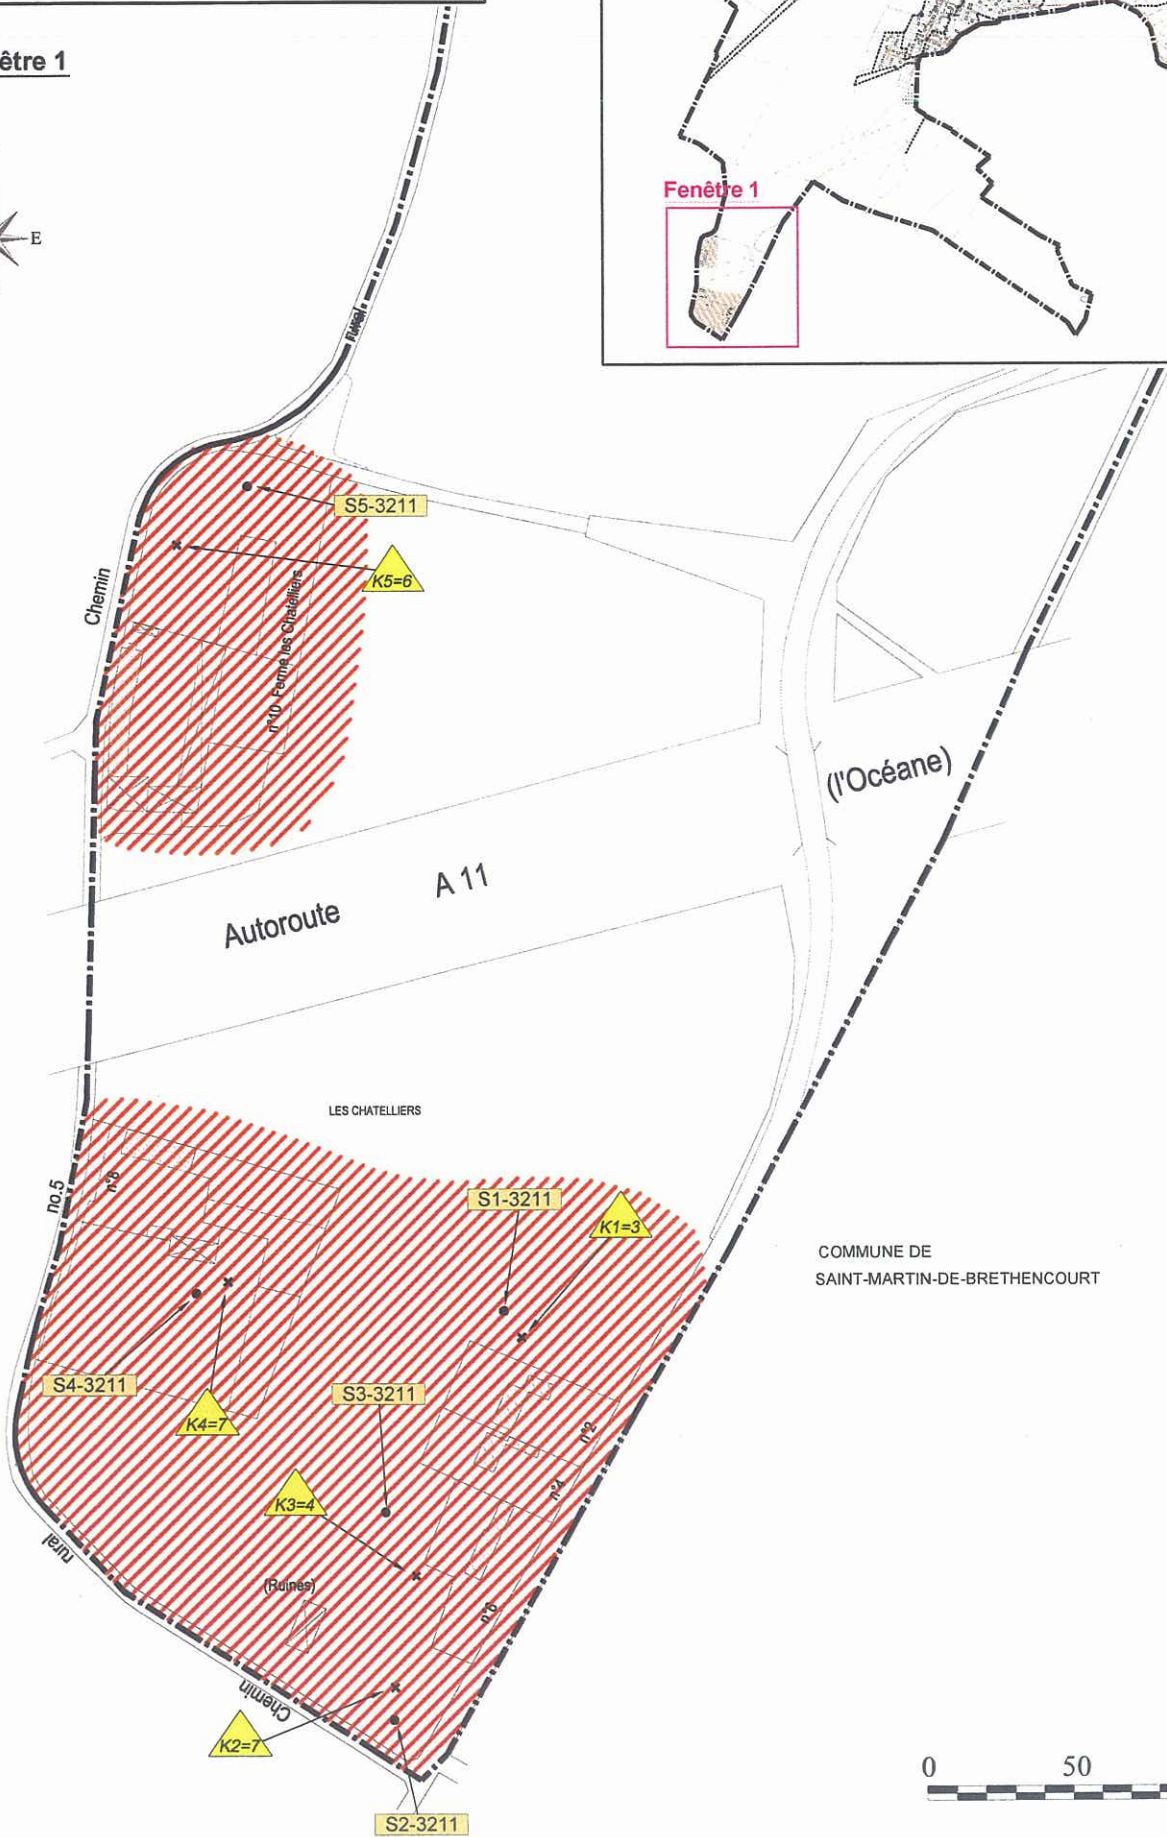 être 1
E
Fenêtre 1
rural
S5-3211
K5=6
Chemin
n°10 Ferme les Chatelliers
(l'Océane)
A 11
Autoroute
LES CHATELLIERS
no.5
n°8
S1-3211
K1=3
COMMUNE DE
SAINT-MARTIN-DE-BRETHENCOURT
S4-3211
K4=7
S3-3211
n°2
n°4
K3=4
rural
(Ruines)
n°6
Chemin
K2=7
S2-3211
0 50